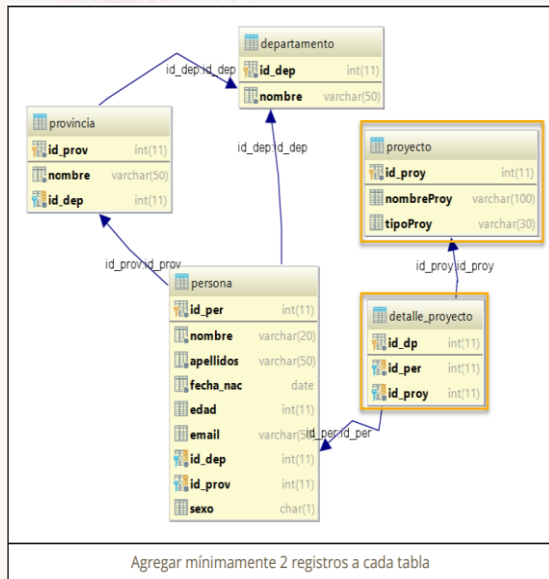 departamento
id_dep int(11)
nombre varchar(50)
id_dep:id_dep
provincia
id_prov int(11)
nombre varchar(50)
id_dep int(11)
id_dep:id_dep
proyecto
id_proy int(11)
nombreProy varchar(100)
tipoProy varchar(30)
id_prov:id_prov
id_proy:id_proy
persona
id_per int(11)
nombre varchar(20)
apellidos varchar(50)
fecha_nac date
edad int(11)
email varchar(50)
id_dep int(11)
id_prov int(11)
sexo char(1)
detalle_proyecto
id_dp int(11)
id_per int(11)
id_proy int(11)
id_per:id_per
Agregar mínimamente 2 registros a cada tabla